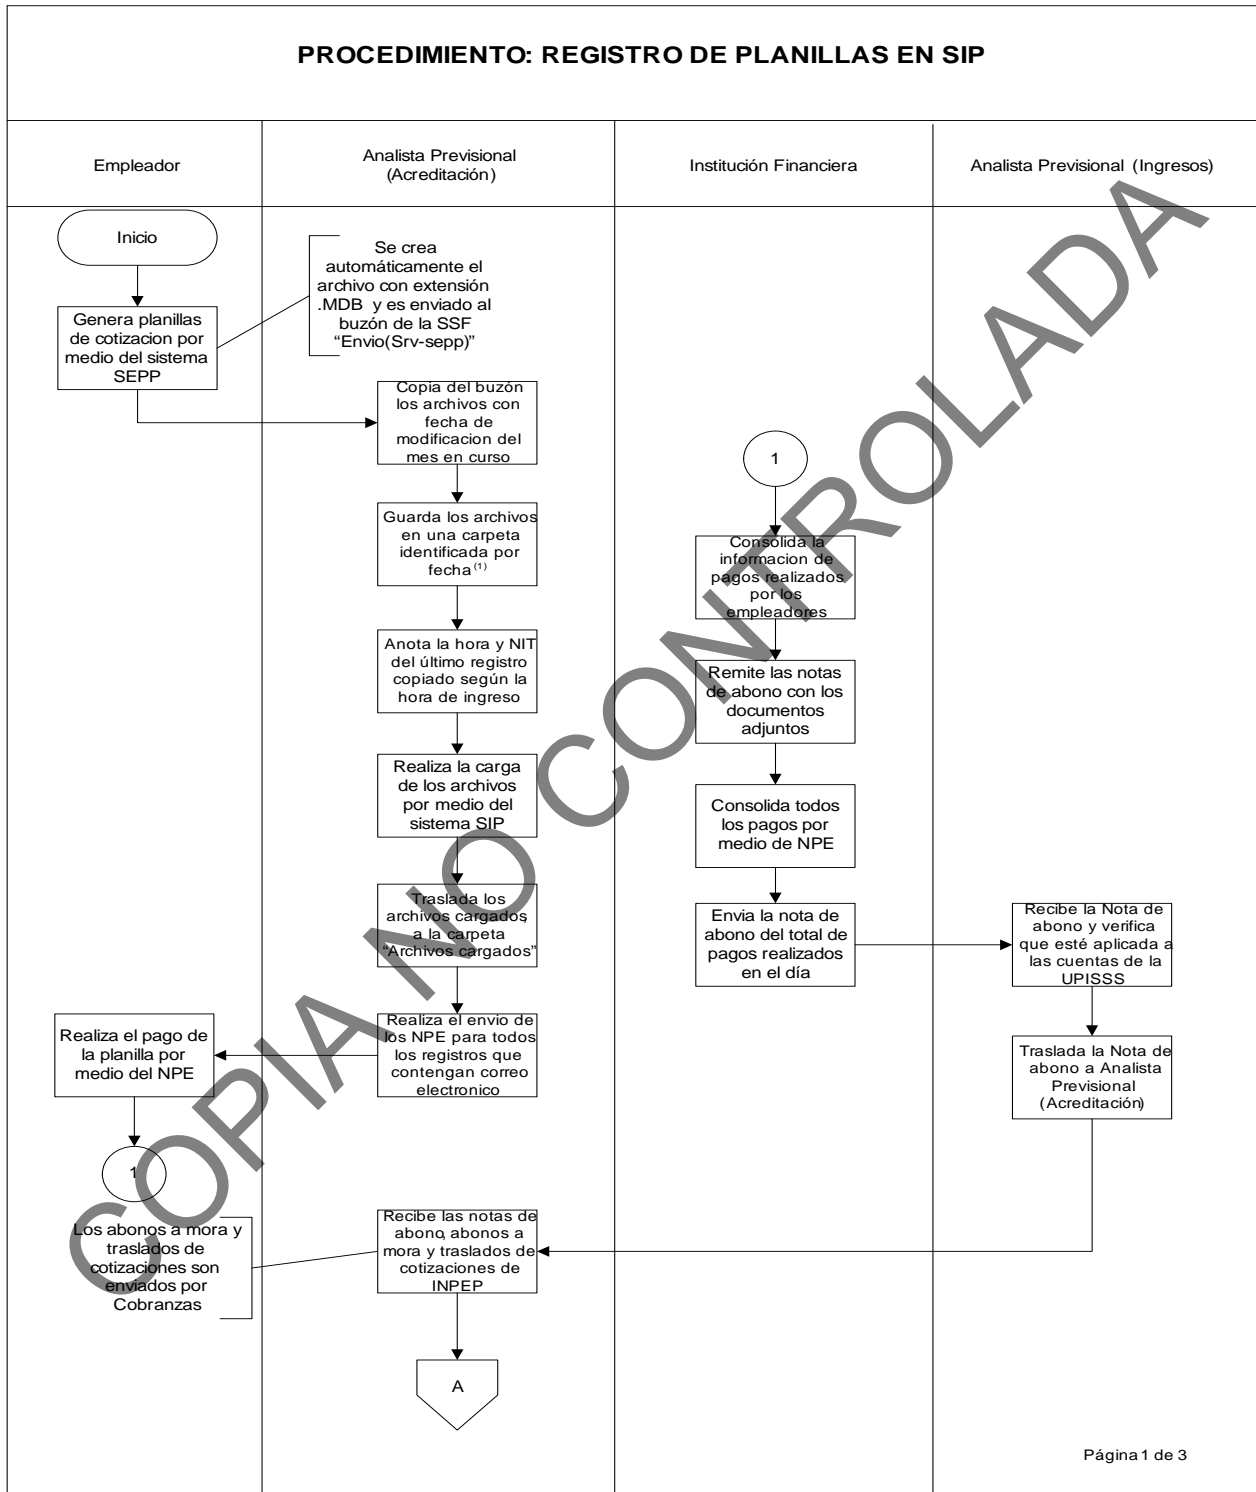 PROCEDIMIENTO: REGISTRO DE PLANILLAS EN SIP
Empleador
Analista Previsional
(Acreditación)
Institución Financiera
Analista Previsional (Ingresos)
Inicio
Se crea
automáticamente el
archivo con extensión
.MDB y es enviado al
buzón de la SSF
“Envio(Srv-sepp)”
Genera planillas
de cotizacion por
medio del sistema
SEPP
Copia del buzón
los archivos con
fecha de
modificacion del
mes en curso
Guarda los archivos
en una carpeta
identificada por
fecha(1)
Anota la hora y NIT
del último registro
copiado según la
hora de ingreso
Realiza la carga
de los archivos
por medio del
sistema SIP
Traslada los
archivos cargados,
a la carpeta
“Archivos cargados”
Realiza el envio de
los NPE para todos
los registros que
contengan correo
electronico
Realiza el pago de
la planilla por
medio del NPE
1
1
Consolida la
informacion de
pagos realizados
por los
empleadores
Remite las notas
de abono con los
documentos
adjuntos
Consolida todos
los pagos por
medio de NPE
Envia la nota de
abono del total de
pagos realizados
en el día
Recibe la Nota de
abono y verifica
que esté aplicada a
las cuentas de la
UPISSS
Traslada la Nota de
abono a Analista
Previsional
(Acreditación)
Recibe las notas de
abono, abonos a
mora y traslados de
cotizaciones de
INPEP
Los abonos a mora y
traslados de
cotizaciones son
enviados por
Cobranzas
A
Página 1 de 3
COPIA NO CONTROLADA